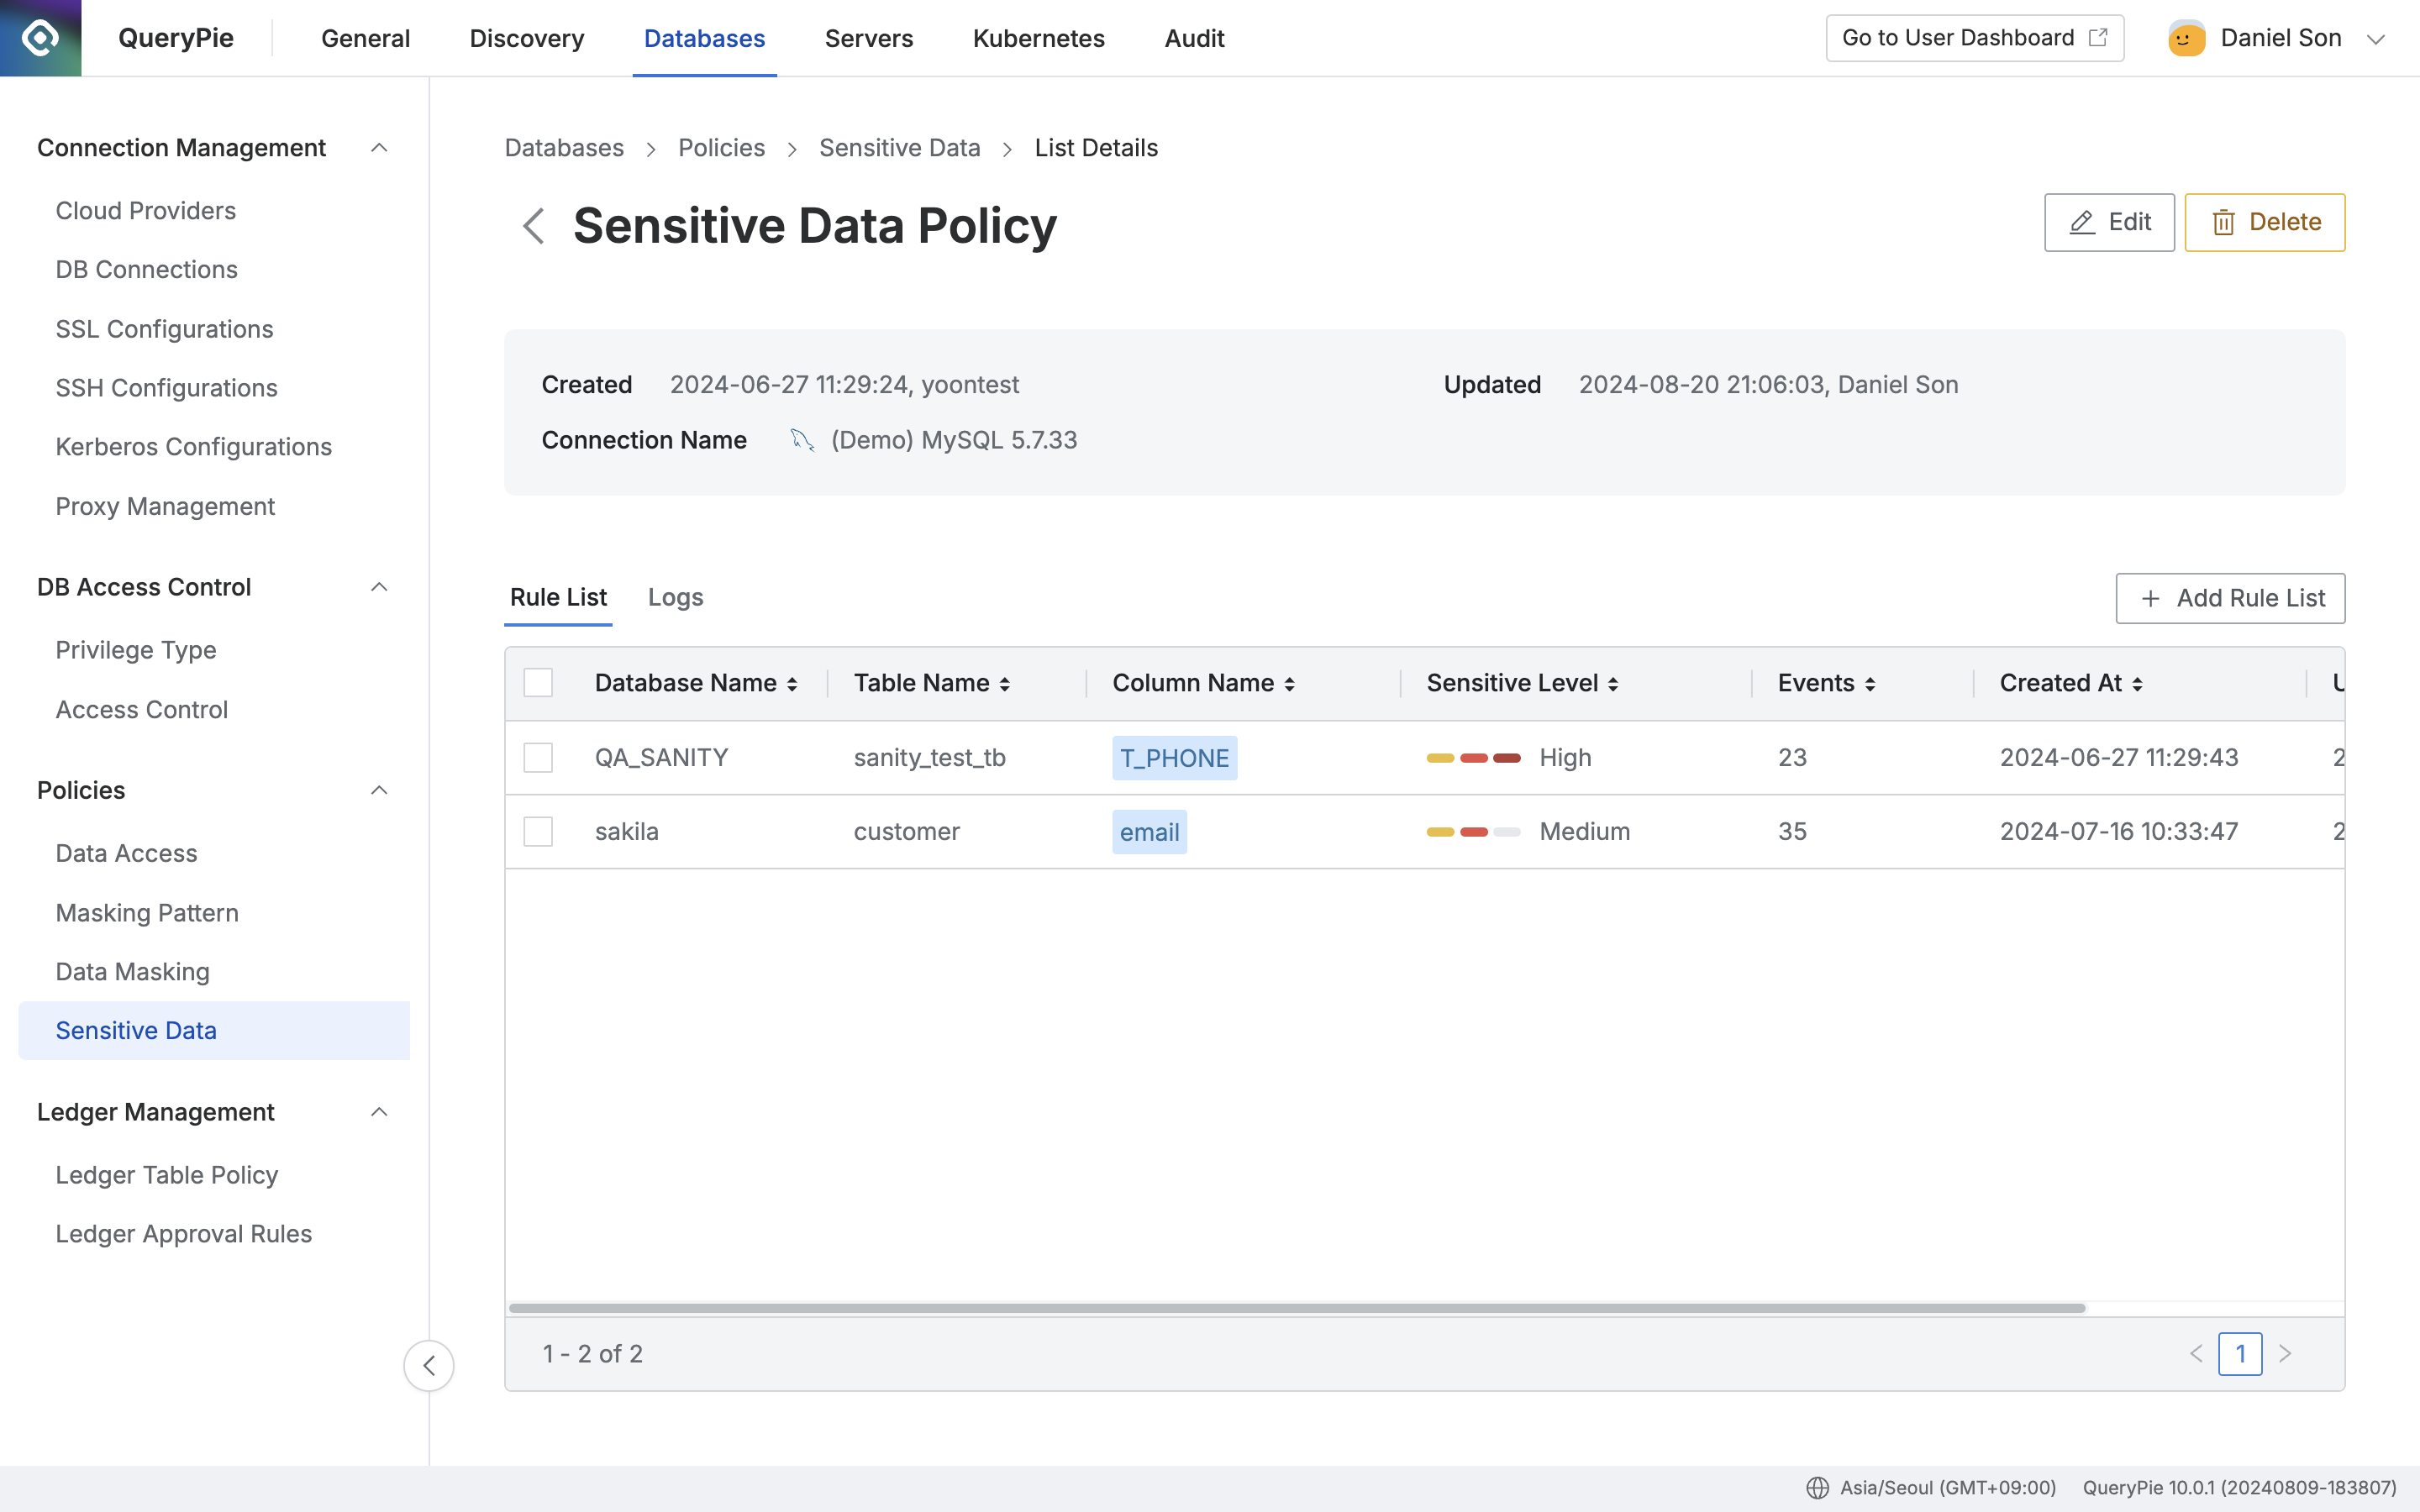 QueryPie
General
Discovery
Databases
Servers
Kubernetes
Audit
Go to User Dashboard
Daniel Son
Connection Management
Cloud Providers
DB Connections
SSL Configurations
SSH Configurations
Kerberos Configurations
Proxy Management
DB Access Control
Privilege Type
Access Control
Policies
Data Access
Masking Pattern
Data Masking
Sensitive Data
Ledger Management
Ledger Table Policy
Ledger Approval Rules
Databases > Policies > Sensitive Data > List Details
Sensitive Data Policy
Edit
Delete
Created 2024-06-27 11:29:24, yoontest
Updated 2024-08-20 21:06:03, Daniel Son
Connection Name (Demo) MySQL 5.7.33
Rule List
Logs
+ Add Rule List
Database Name Table Name Column Name Sensitive Level Events Created At
QA_SANITY sanity_test_tb T_PHONE High 23 2024-06-27 11:29:43 2
sakila customer email Medium 35 2024-07-16 10:33:47 2
1 - 2 of 2
< 1 >
Asia/Seoul (GMT+09:00) QueryPie 10.0.1 (20240809-183807)